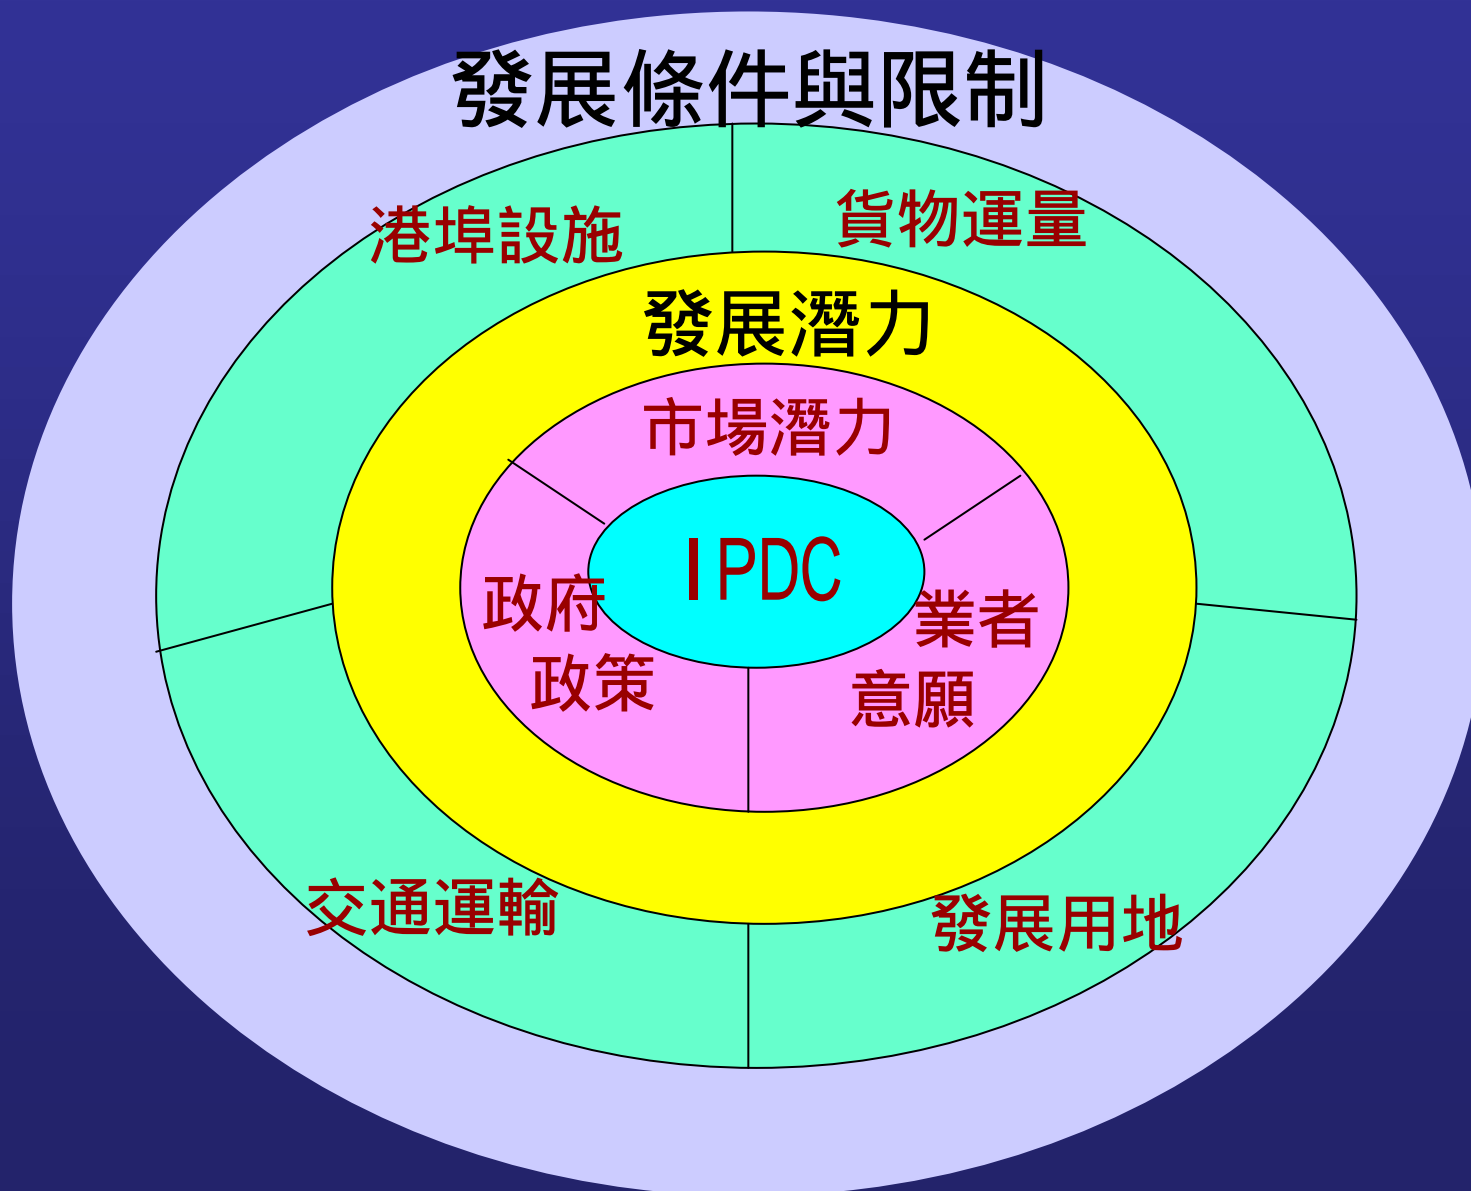 發展條件與限制
港埠設施
貨物運量
發展潛力
市場潛力
IPDC
政府
政策
業者
意願
交通運輸
發展用地